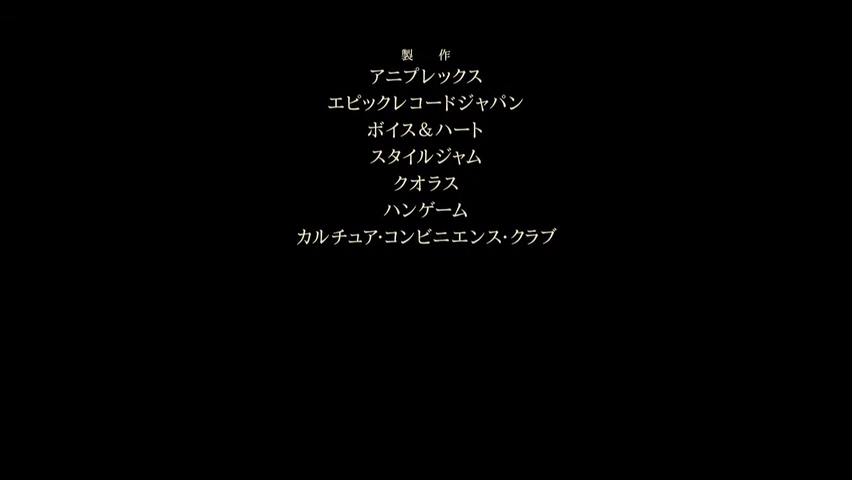 製 作
アニプレックス
エピックレコードジャパン
ボイス＆ハート
スタイルジャム
クオラス
ハンゲーム
カルチュア・コンビニエンス・クラブ